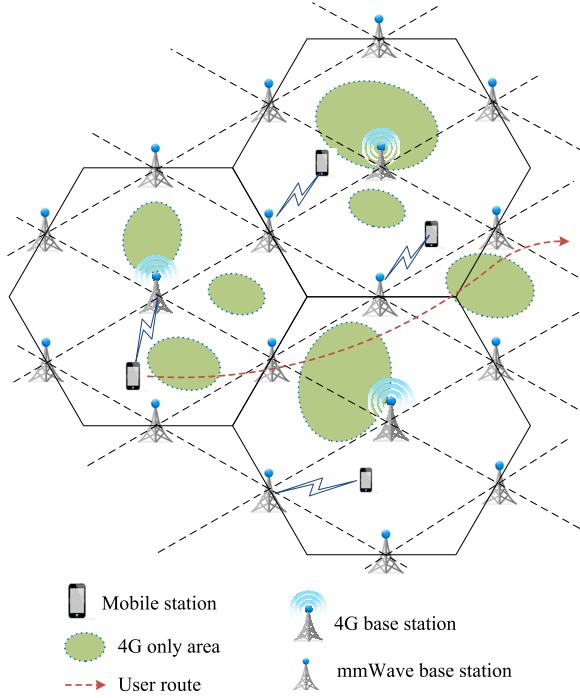 Mobile station
4G base station
4G only area
mmWave base station
User route